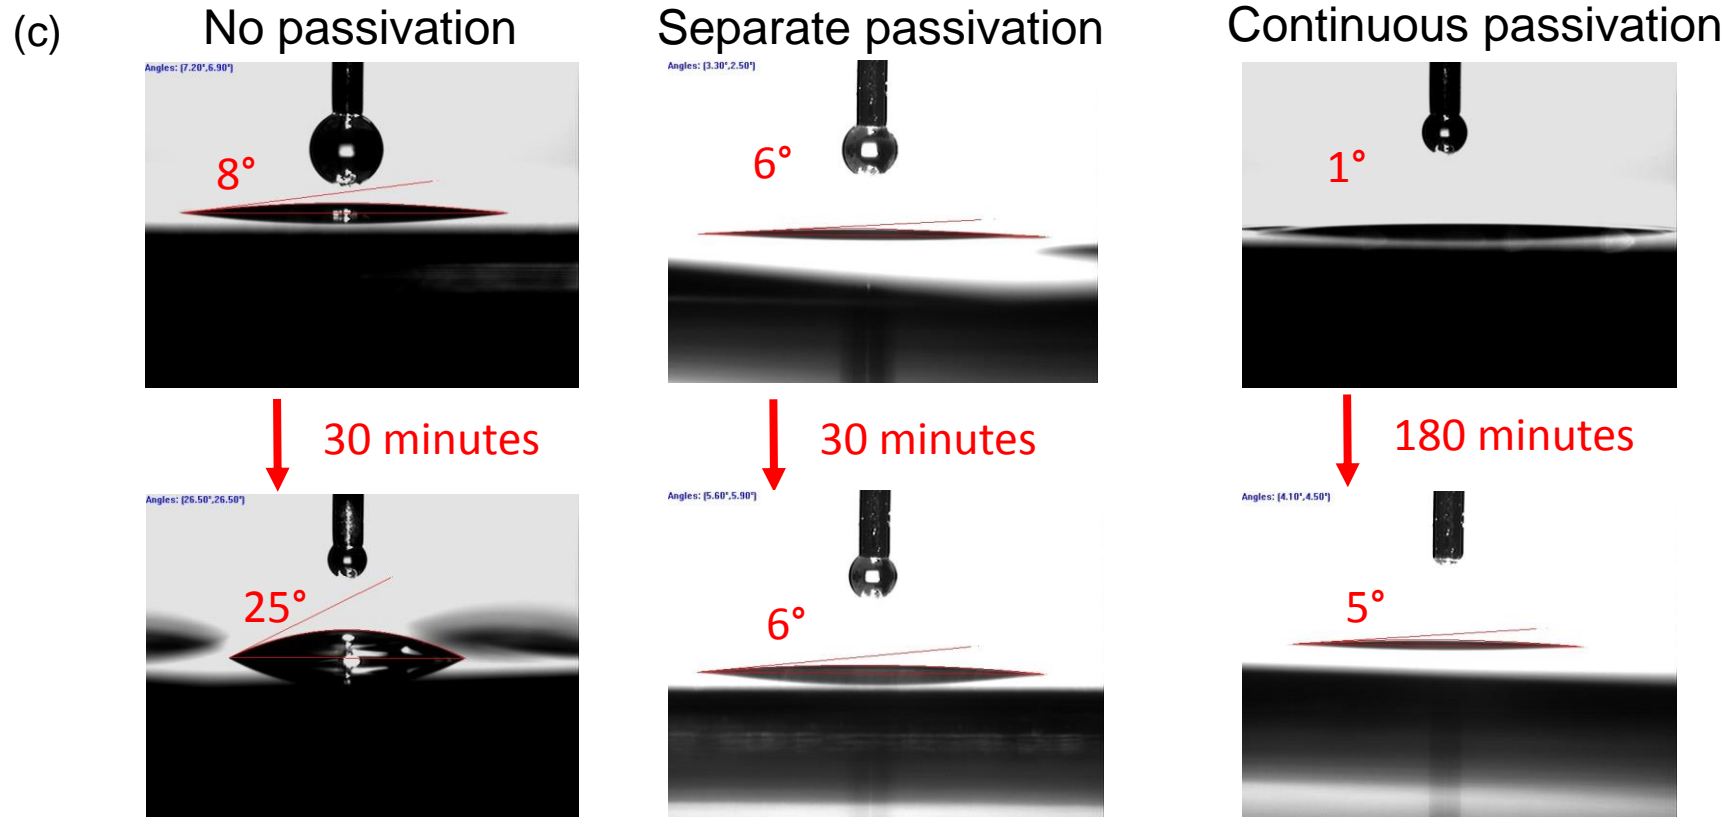 (c)
No passivation
Separate passivation
Continuous passivation
Angles: (7.20°,6.90°)
Angles: (3.30°,2.50°)
8°
6°
1°
30 minutes
30 minutes
180 minutes
Angles: (26.50°,26.50°)
Angles: (5.60°,5.90°)
Angles: (4.10°,4.50°)
25°
6°
5°